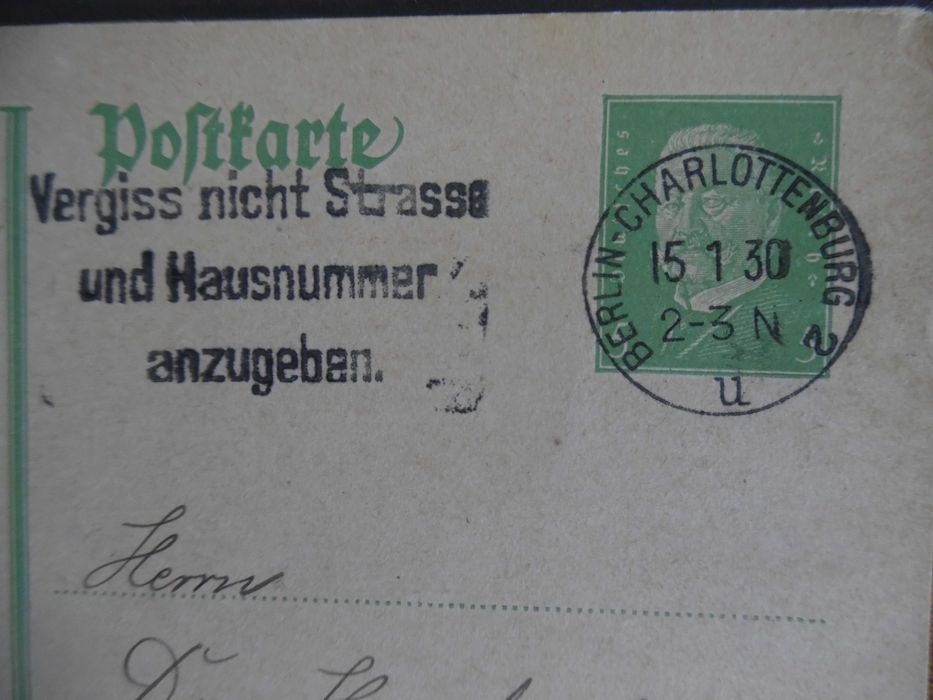 Postkarte
Vergiss nicht Strasse
und Hausnummer
anzugeben.
BERLIN-CHARLOTTENBURG 2
15 1 30
2-3 N
u
Herrn